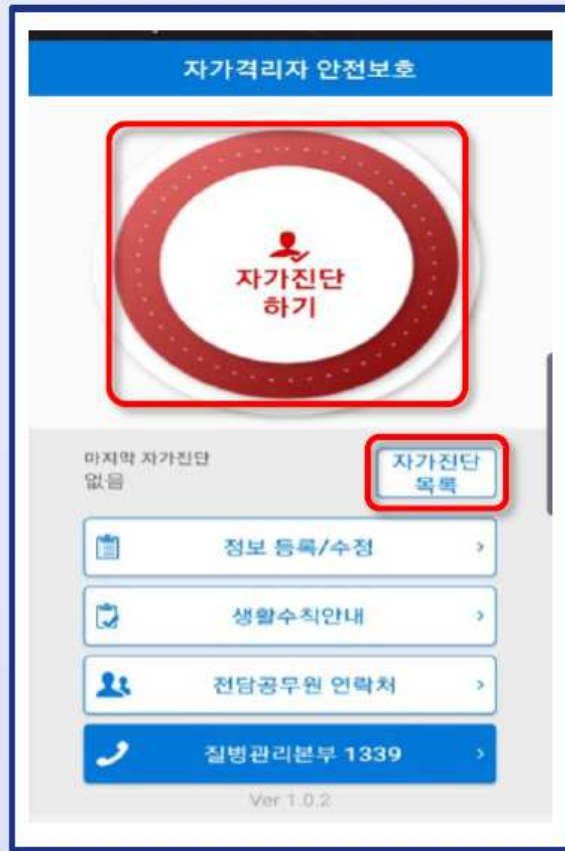 자가격리자 안전보호
자가진단
하기
마지막 자가진단
없음
자가진단
목록
정보 등록/수정
생활수칙안내
전담공무원 연락처
질병관리본부 1339
Ver 1.0.2